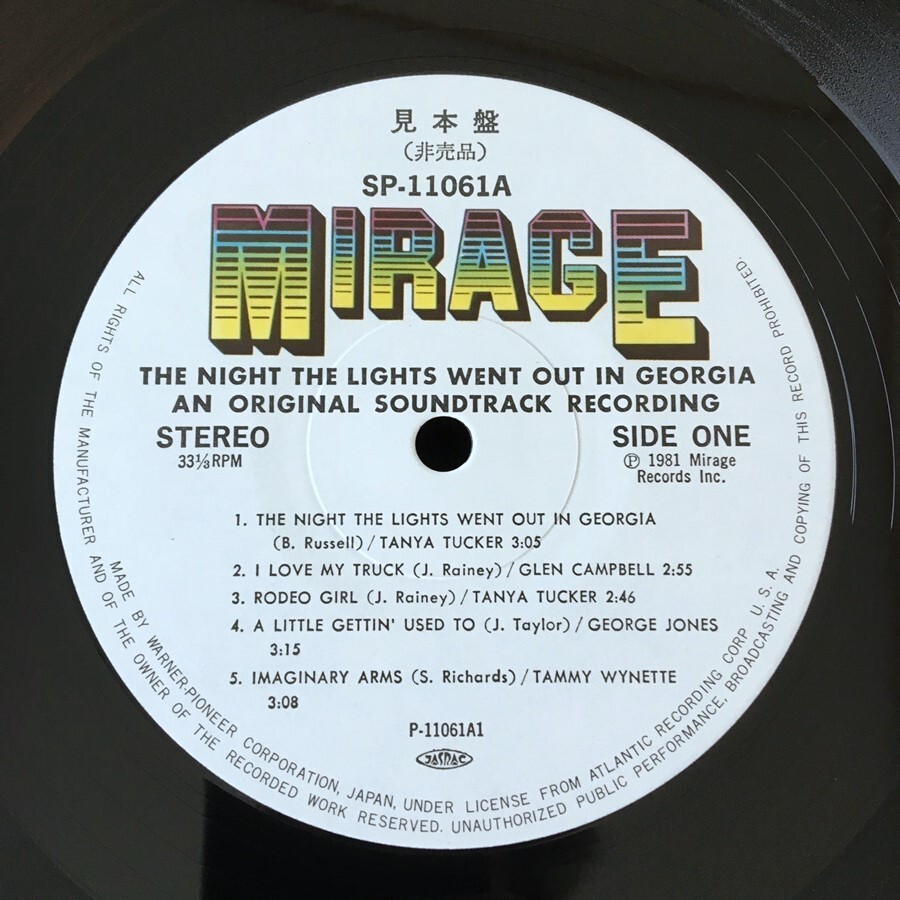 見本盤
(非売品)
SP-11061A
MIRAGE
THE NIGHT THE LIGHTS WENT OUT IN GEORGIA
AN ORIGINAL SOUNDTRACK RECORDING
STEREO
33⅓RPM
SIDE ONE
℗ 1981 Mirage
Records Inc.
1. THE NIGHT THE LIGHTS WENT OUT IN GEORGIA
(B. Russell)/TANYA TUCKER 3:05
2. I LOVE MY TRUCK (J. Rainey)/GLEN CAMPBELL 2:55
3. RODEO GIRL (J. Rainey)/TANYA TUCKER 2:46
4. A LITTLE GETTIN' USED TO (J. Taylor)/GEORGE JONES
3:15
5. IMAGINARY ARMS (S. Richards)/TAMMY WYNETTE
3:08
P-11061A1
JASRAC
ALL RIGHTS OF THE MANUFACTURER AND OF THE OWNER OF THE RECORDED WORK RESERVED. UNAUTHORIZED PUBLIC PERFORMANCE, BROADCASTING AND COPYING OF THIS RECORD PROHIBITED.
MADE BY WARNER-PIONEER CORPORATION, JAPAN, UNDER LICENSE FROM ATLANTIC RECORDING CORP U.S.A.